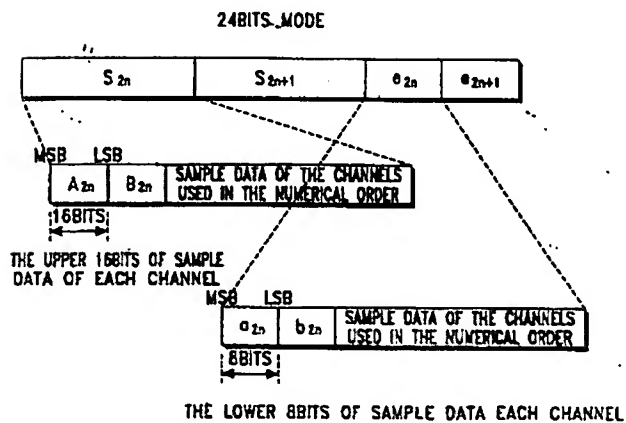 24BITS MODE
S2n S2n+1 e2n e2n+1
MSB LSB
A2n B2n SAMPLE DATA OF THE CHANNELS
USED IN THE NUMERICAL ORDER
16BITS
THE UPPER 16BITS OF SAMPLE
DATA OF EACH CHANNEL
MSB LSB
a2n b2n SAMPLE DATA OF THE CHANNELS
USED IN THE NUMERICAL ORDER
8BITS
THE LOWER 8BITS OF SAMPLE DATA EACH CHANNEL